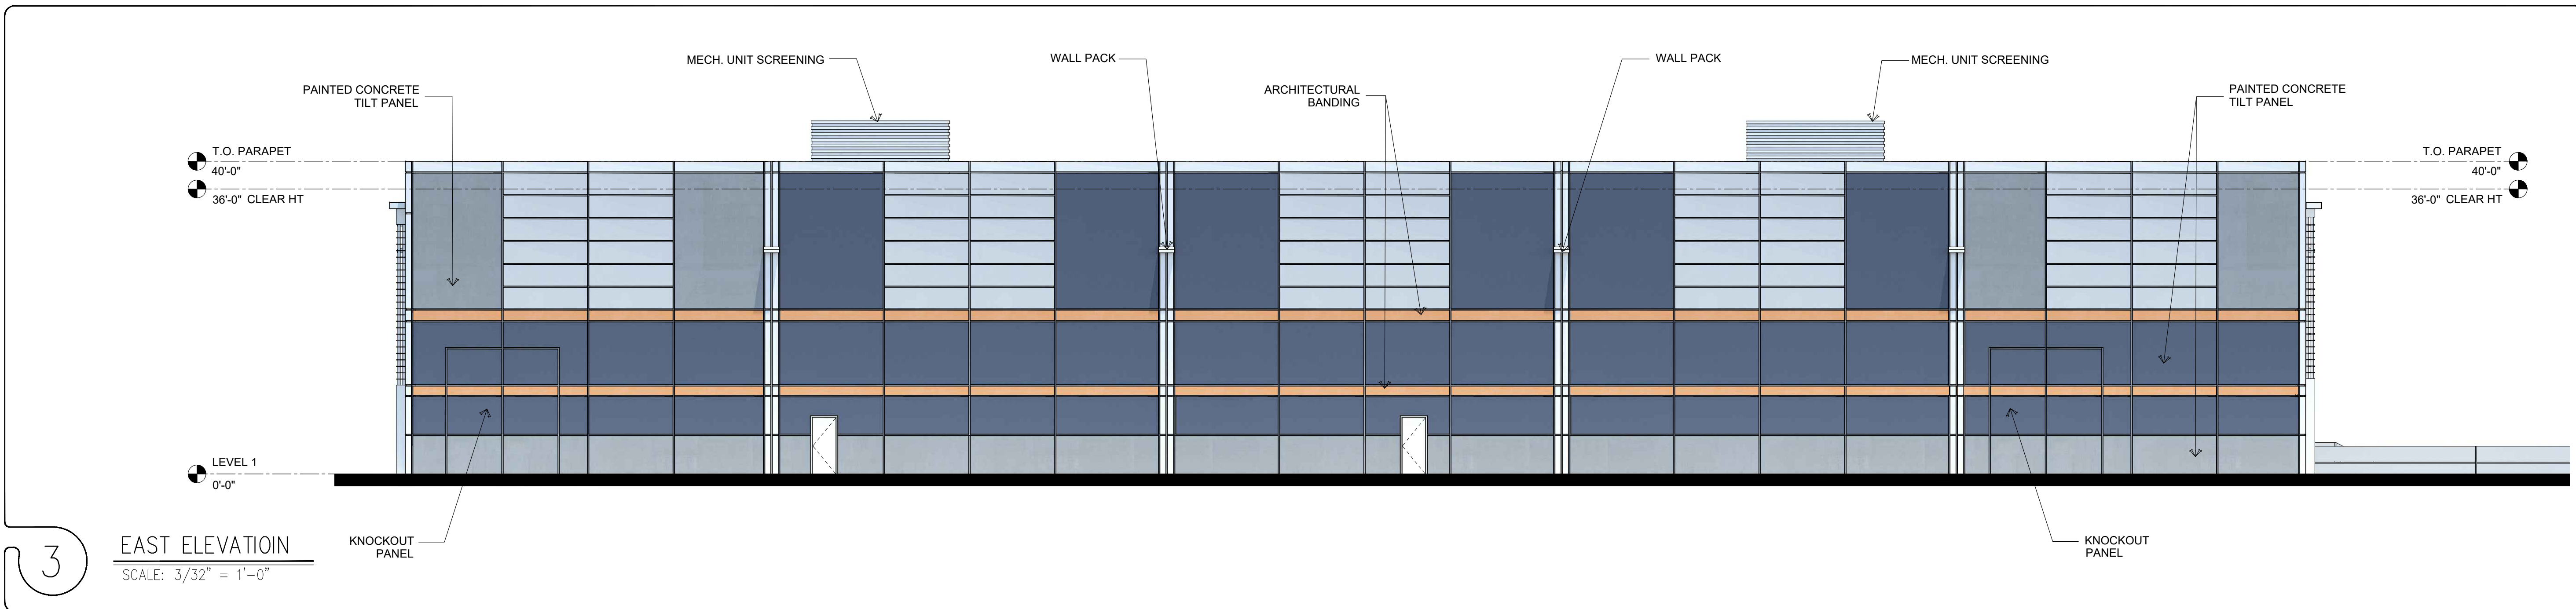 MECH. UNIT SCREENING
WALL PACK
WALL PACK
MECH. UNIT SCREENING
PAINTED CONCRETE
TILT PANEL
ARCHITECTURAL
BANDING
PAINTED CONCRETE
TILT PANEL
T.O. PARAPET
40'-0"
36'-0" CLEAR HT
T.O. PARAPET
40'-0"
36'-0" CLEAR HT
LEVEL 1
0'-0"
KNOCKOUT
PANEL
KNOCKOUT
PANEL
3
EAST ELEVATIOIN
SCALE: 3/32" = 1'-0"